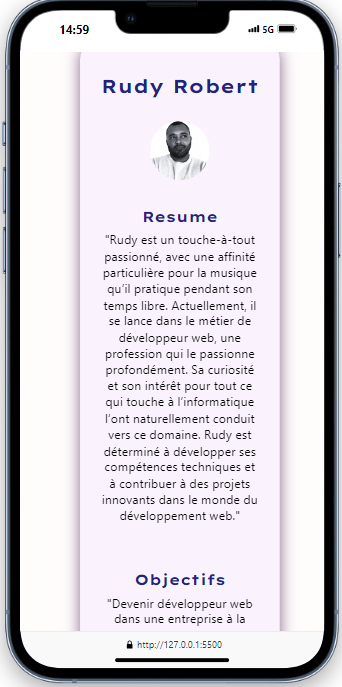 14:59
5G
Rudy Robert
Resume
"Rudy est un touche-à-tout
passionné, avec une affinité
particulière pour la musique
qu'il pratique pendant son
temps libre. Actuellement, il
se lance dans le métier de
développeur web, une
profession qui le passionne
profondément. Sa curiosité
et son intérêt pour tout ce
qui touche à l'informatique
l'ont naturellement conduit
vers ce domaine. Rudy est
déterminé à développer ses
compétences techniques et
à contribuer à des projets
innovants dans le monde du
développement web."
Objectifs
"Devenir développeur web
dans une entreprise à la
http://127.0.0.1:5500